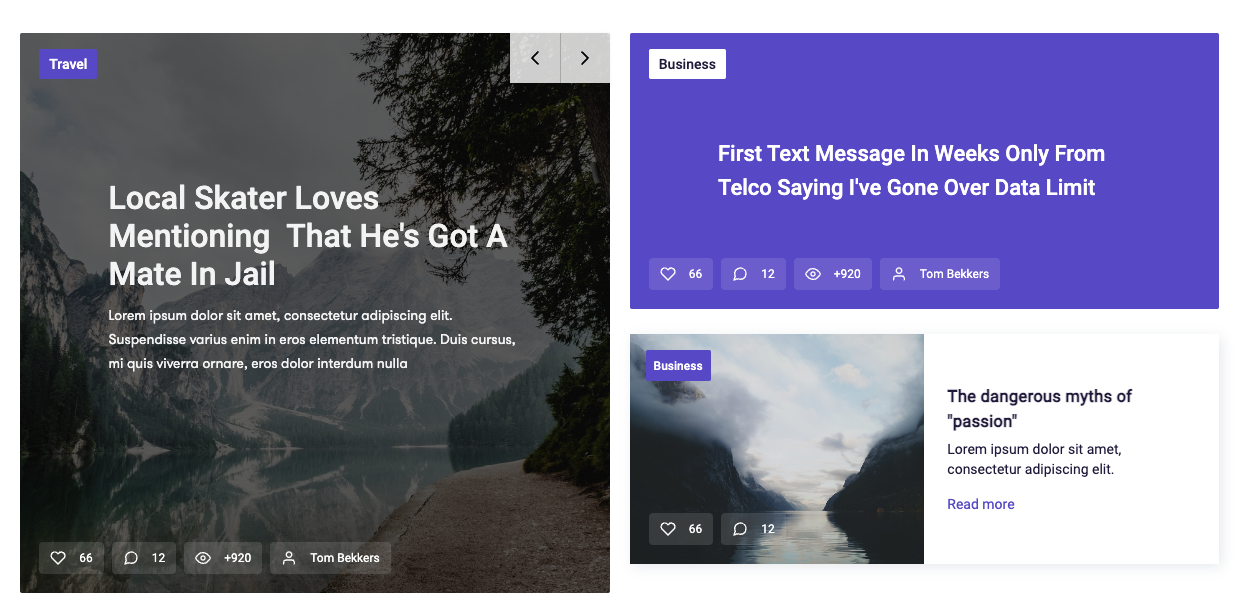 Travel
Local Skater Loves
Mentioning  That He's Got A
Mate In Jail
Lorem ipsum dolor sit amet, consectetur adipiscing elit.
Suspendisse varius enim in eros elementum tristique. Duis cursus,
mi quis viverra ornare, eros dolor interdum nulla
66 12 +920 Tom Bekkers
Business
First Text Message In Weeks Only From
Telco Saying I've Gone Over Data Limit
66 12 +920 Tom Bekkers
Business
66 12
The dangerous myths of
"passion"
Lorem ipsum dolor sit amet,
consectetur adipiscing elit.
Read more